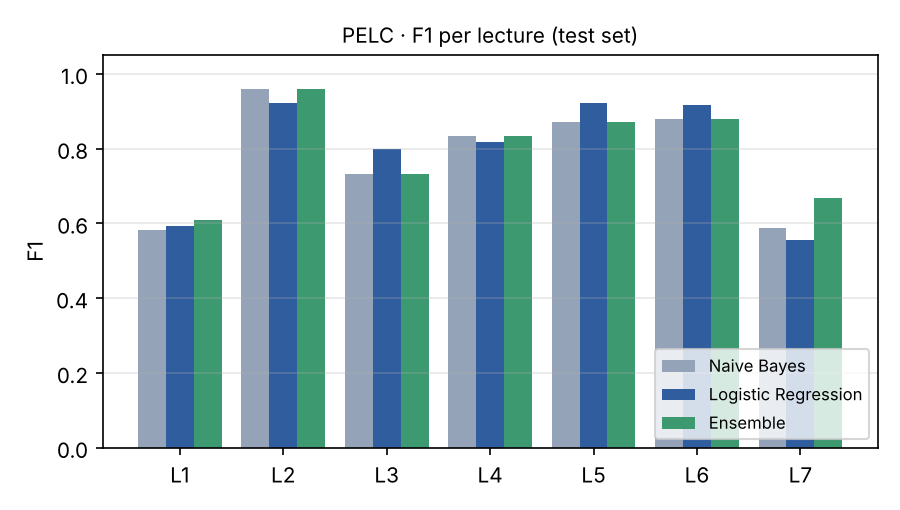 PELC · F1 per lecture (test set)
1.0
0.8
0.6
0.4
0.2
0.0
F1
Naive Bayes
Logistic Regression
Ensemble
L1 L2 L3 L4 L5 L6 L7